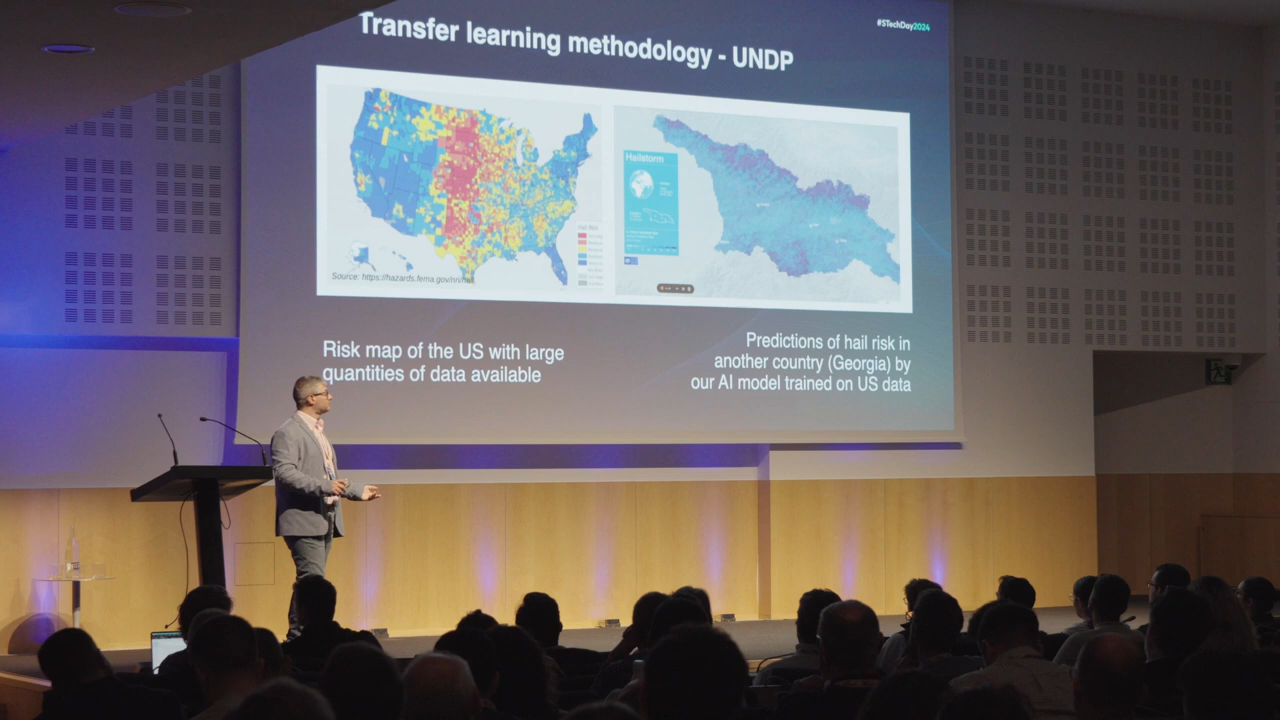 #STechDay2024
Transfer learning methodology - UNDP
Hailstorm
Source: https://hazards.fema.gov/nri/
Risk map of the US with large
quantities of data available
Predictions of hail risk in
another country (Georgia) by
our AI model trained on US data